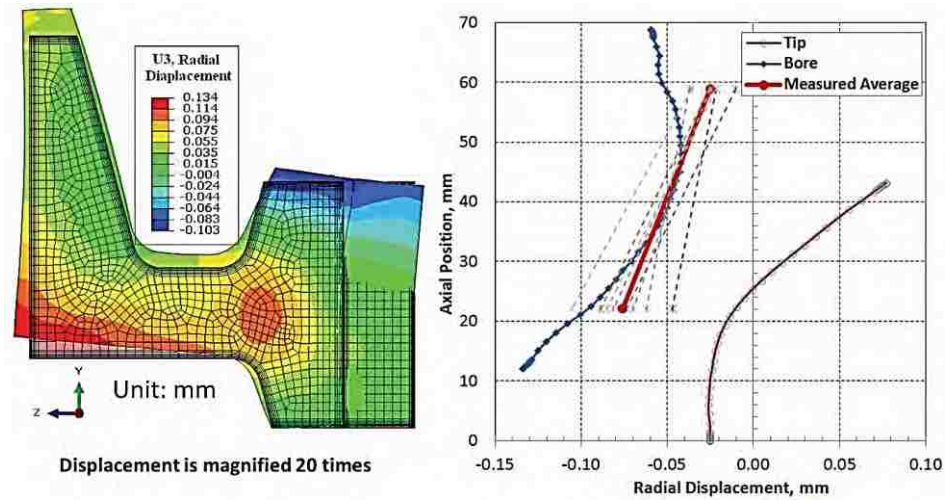 U3, Radial
Diaplacement
0.134
0.114
0.094
0.075
0.055
0.035
0.015
-0.004
-0.024
-0.044
-0.064
-0.083
-0.103
Y
Z
Unit: mm
Displacement is magnified 20 times
Tip
Bore
Measured Average
Axial Position, mm
70
60
50
40
30
20
10
0
-0.15
-0.10
-0.05
0.00
0.05
0.10
Radial Displacement, mm